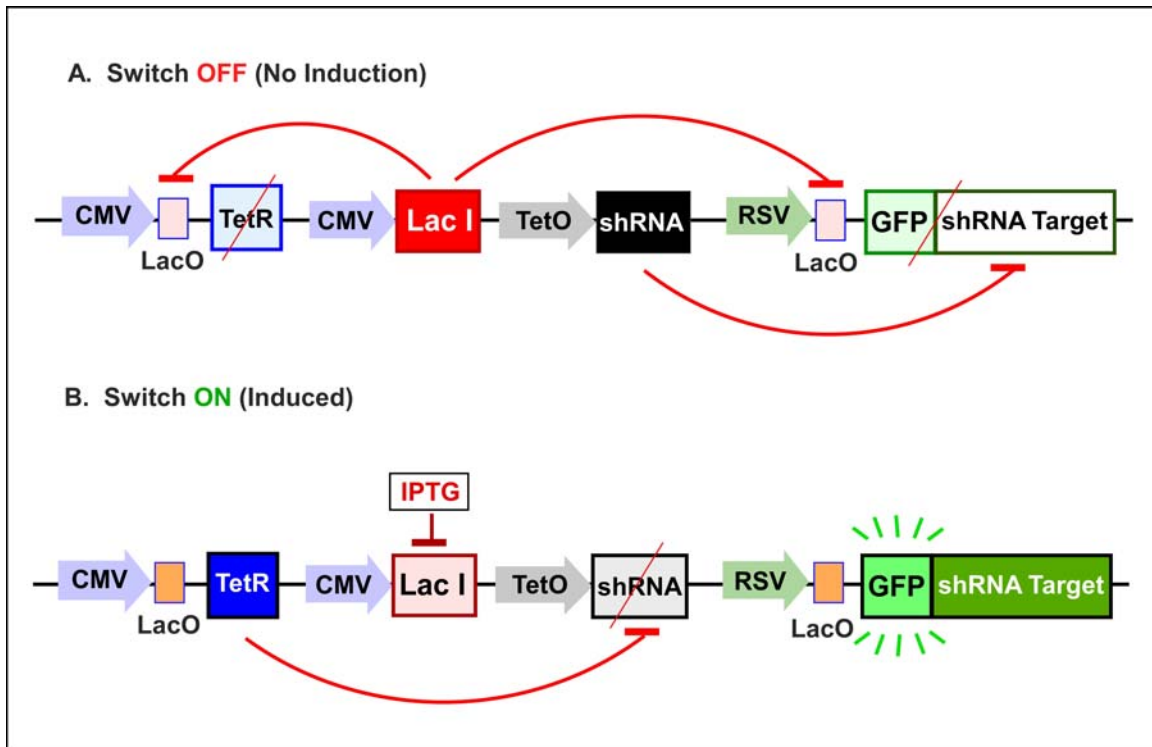 A. Switch OFF (No Induction)
CMV TetR CMV Lac I TetO shRNA RSV GFP shRNA Target
LacO LacO
B. Switch ON (Induced)
IPTG
CMV TetR CMV Lac I TetO shRNA RSV GFP shRNA Target
LacO LacO